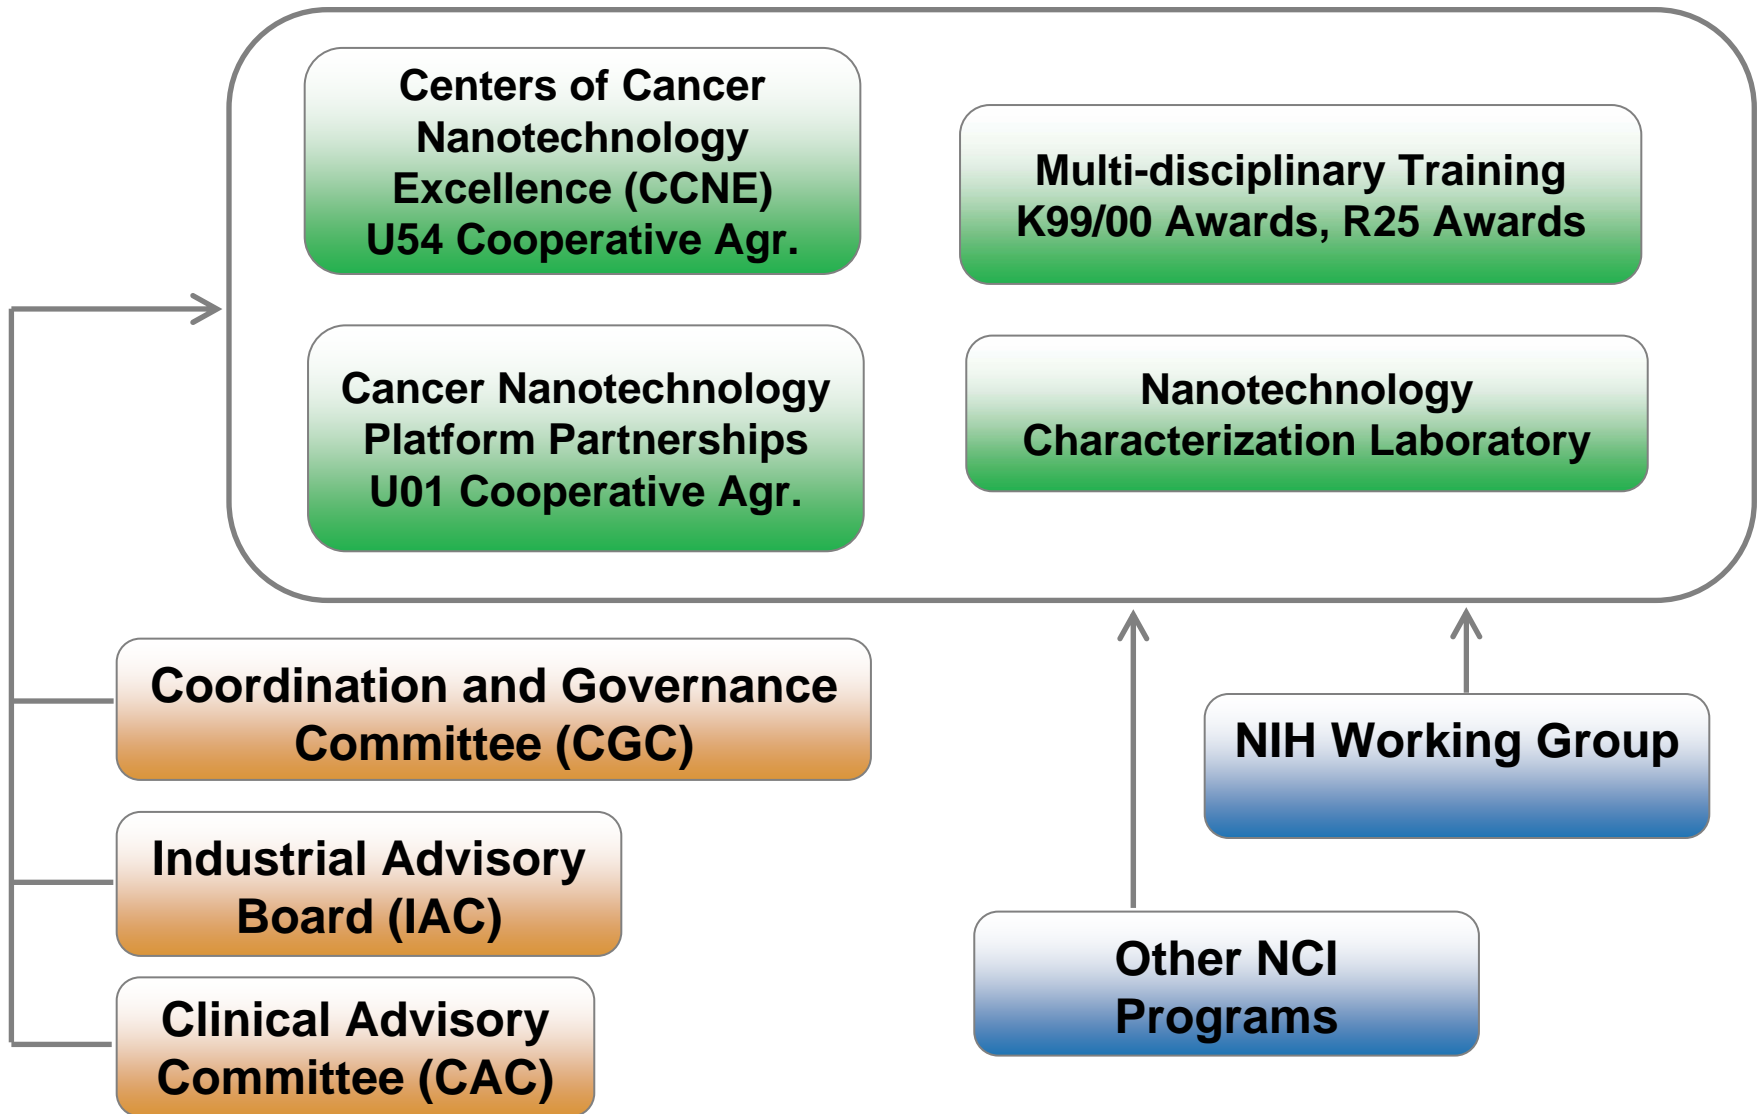 Centers of Cancer
Nanotechnology
Excellence (CCNE)
U54 Cooperative Agr.
Multi-disciplinary Training
K99/00 Awards, R25 Awards
Cancer Nanotechnology
Platform Partnerships
U01 Cooperative Agr.
Nanotechnology
Characterization Laboratory
Coordination and Governance
Committee (CGC)
NIH Working Group
Industrial Advisory
Board (IAC)
Other NCI
Programs
Clinical Advisory
Committee (CAC)